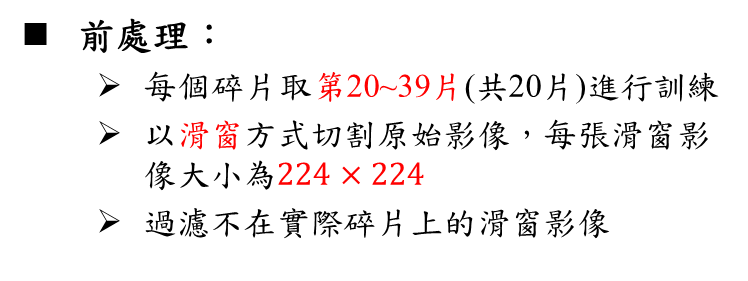 ■ 前處理：
➢ 每個碎片取第20~39片(共20片)進行訓練
➢ 以滑窗方式切割原始影像，每張滑窗影
像大小為224 × 224
➢ 過濾不在實際碎片上的滑窗影像